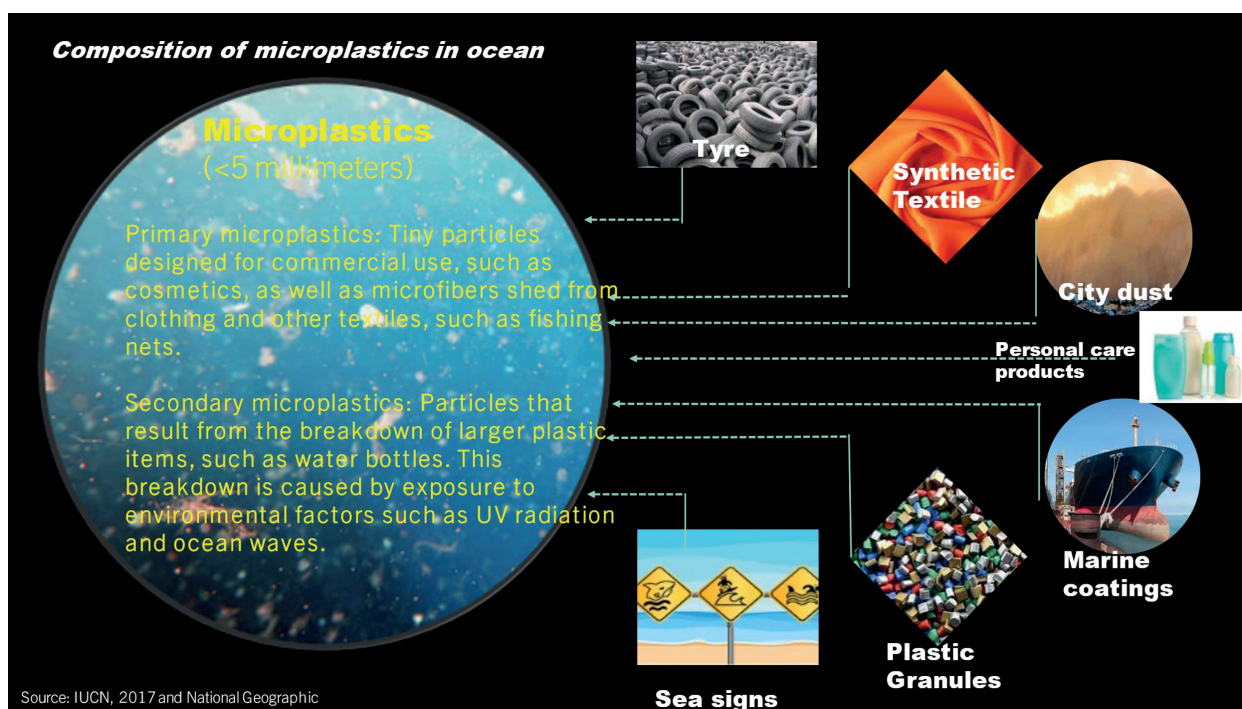 Composition of microplastics in ocean
Microplastics
(<5 millimeters)
Primary microplastics: Tiny particles
designed for commercial use, such as
cosmetics, as well as microfibers shed from
clothing and other textiles, such as fishing
nets.
Secondary microplastics: Particles that
result from the breakdown of larger plastic
items, such as water bottles. This
breakdown is caused by exposure to
environmental factors such as UV radiation
and ocean waves.
Tyre
Synthetic
Textile
City dust
Personal care
products
Marine
coatings
Plastic
Granules
Sea signs
Source: IUCN, 2017 and National Geographic